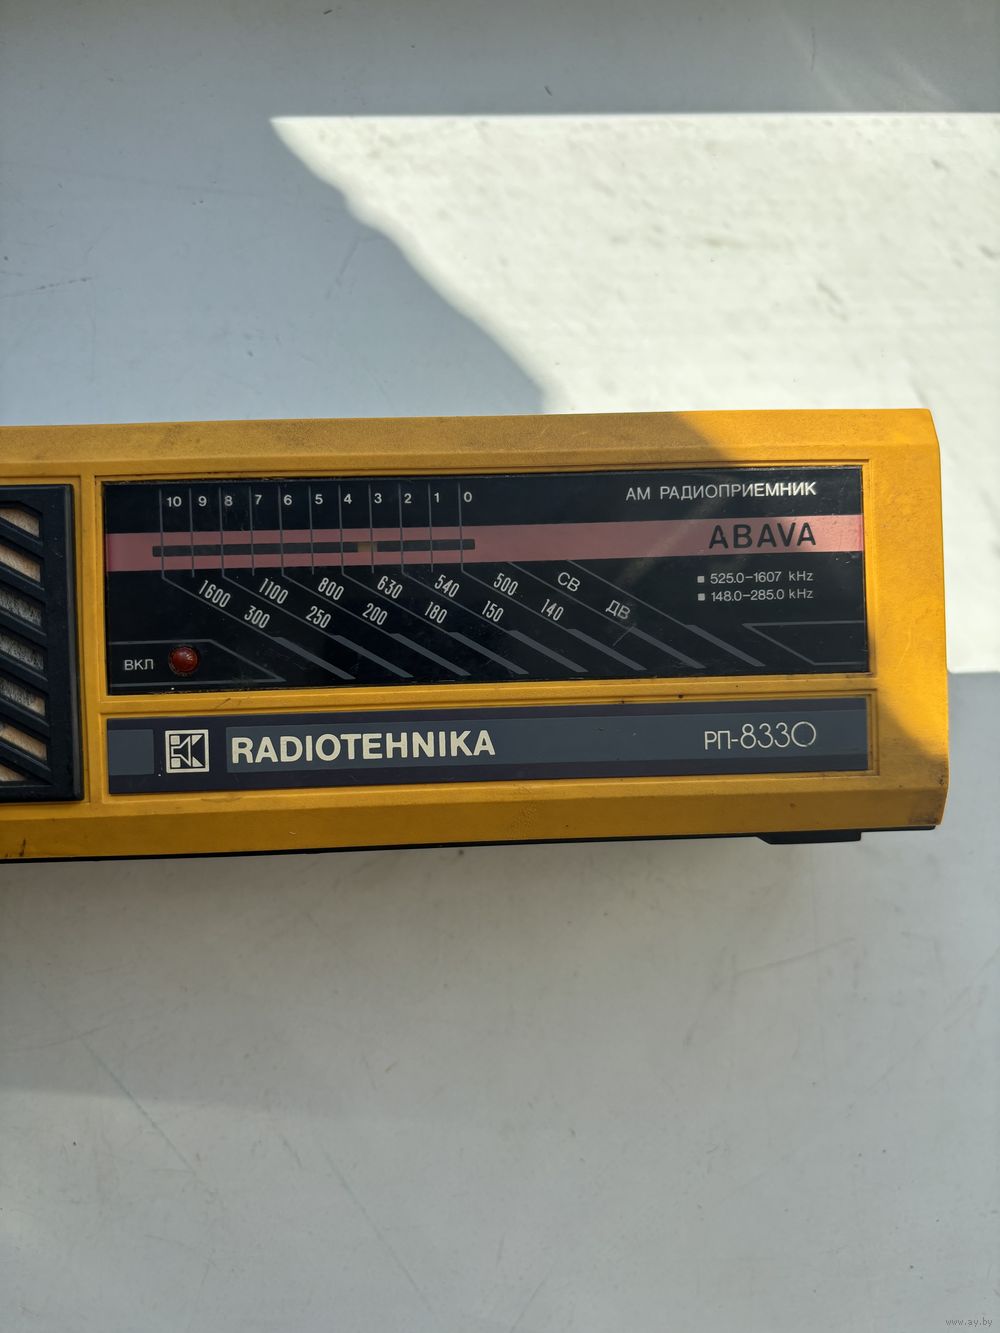 10 9 8 7 6 5 4 3 2 1 0
АМ РАДИОПРИЕМНИК
ABAVA
1600 1100 800 630 540 500 СВ
300 250 200 180 150 140 ДВ
525.0–1607 kHz
148.0–285.0 kHz
ВКЛ
RADIOTEHNIKA
РП-8330
www.ay.by